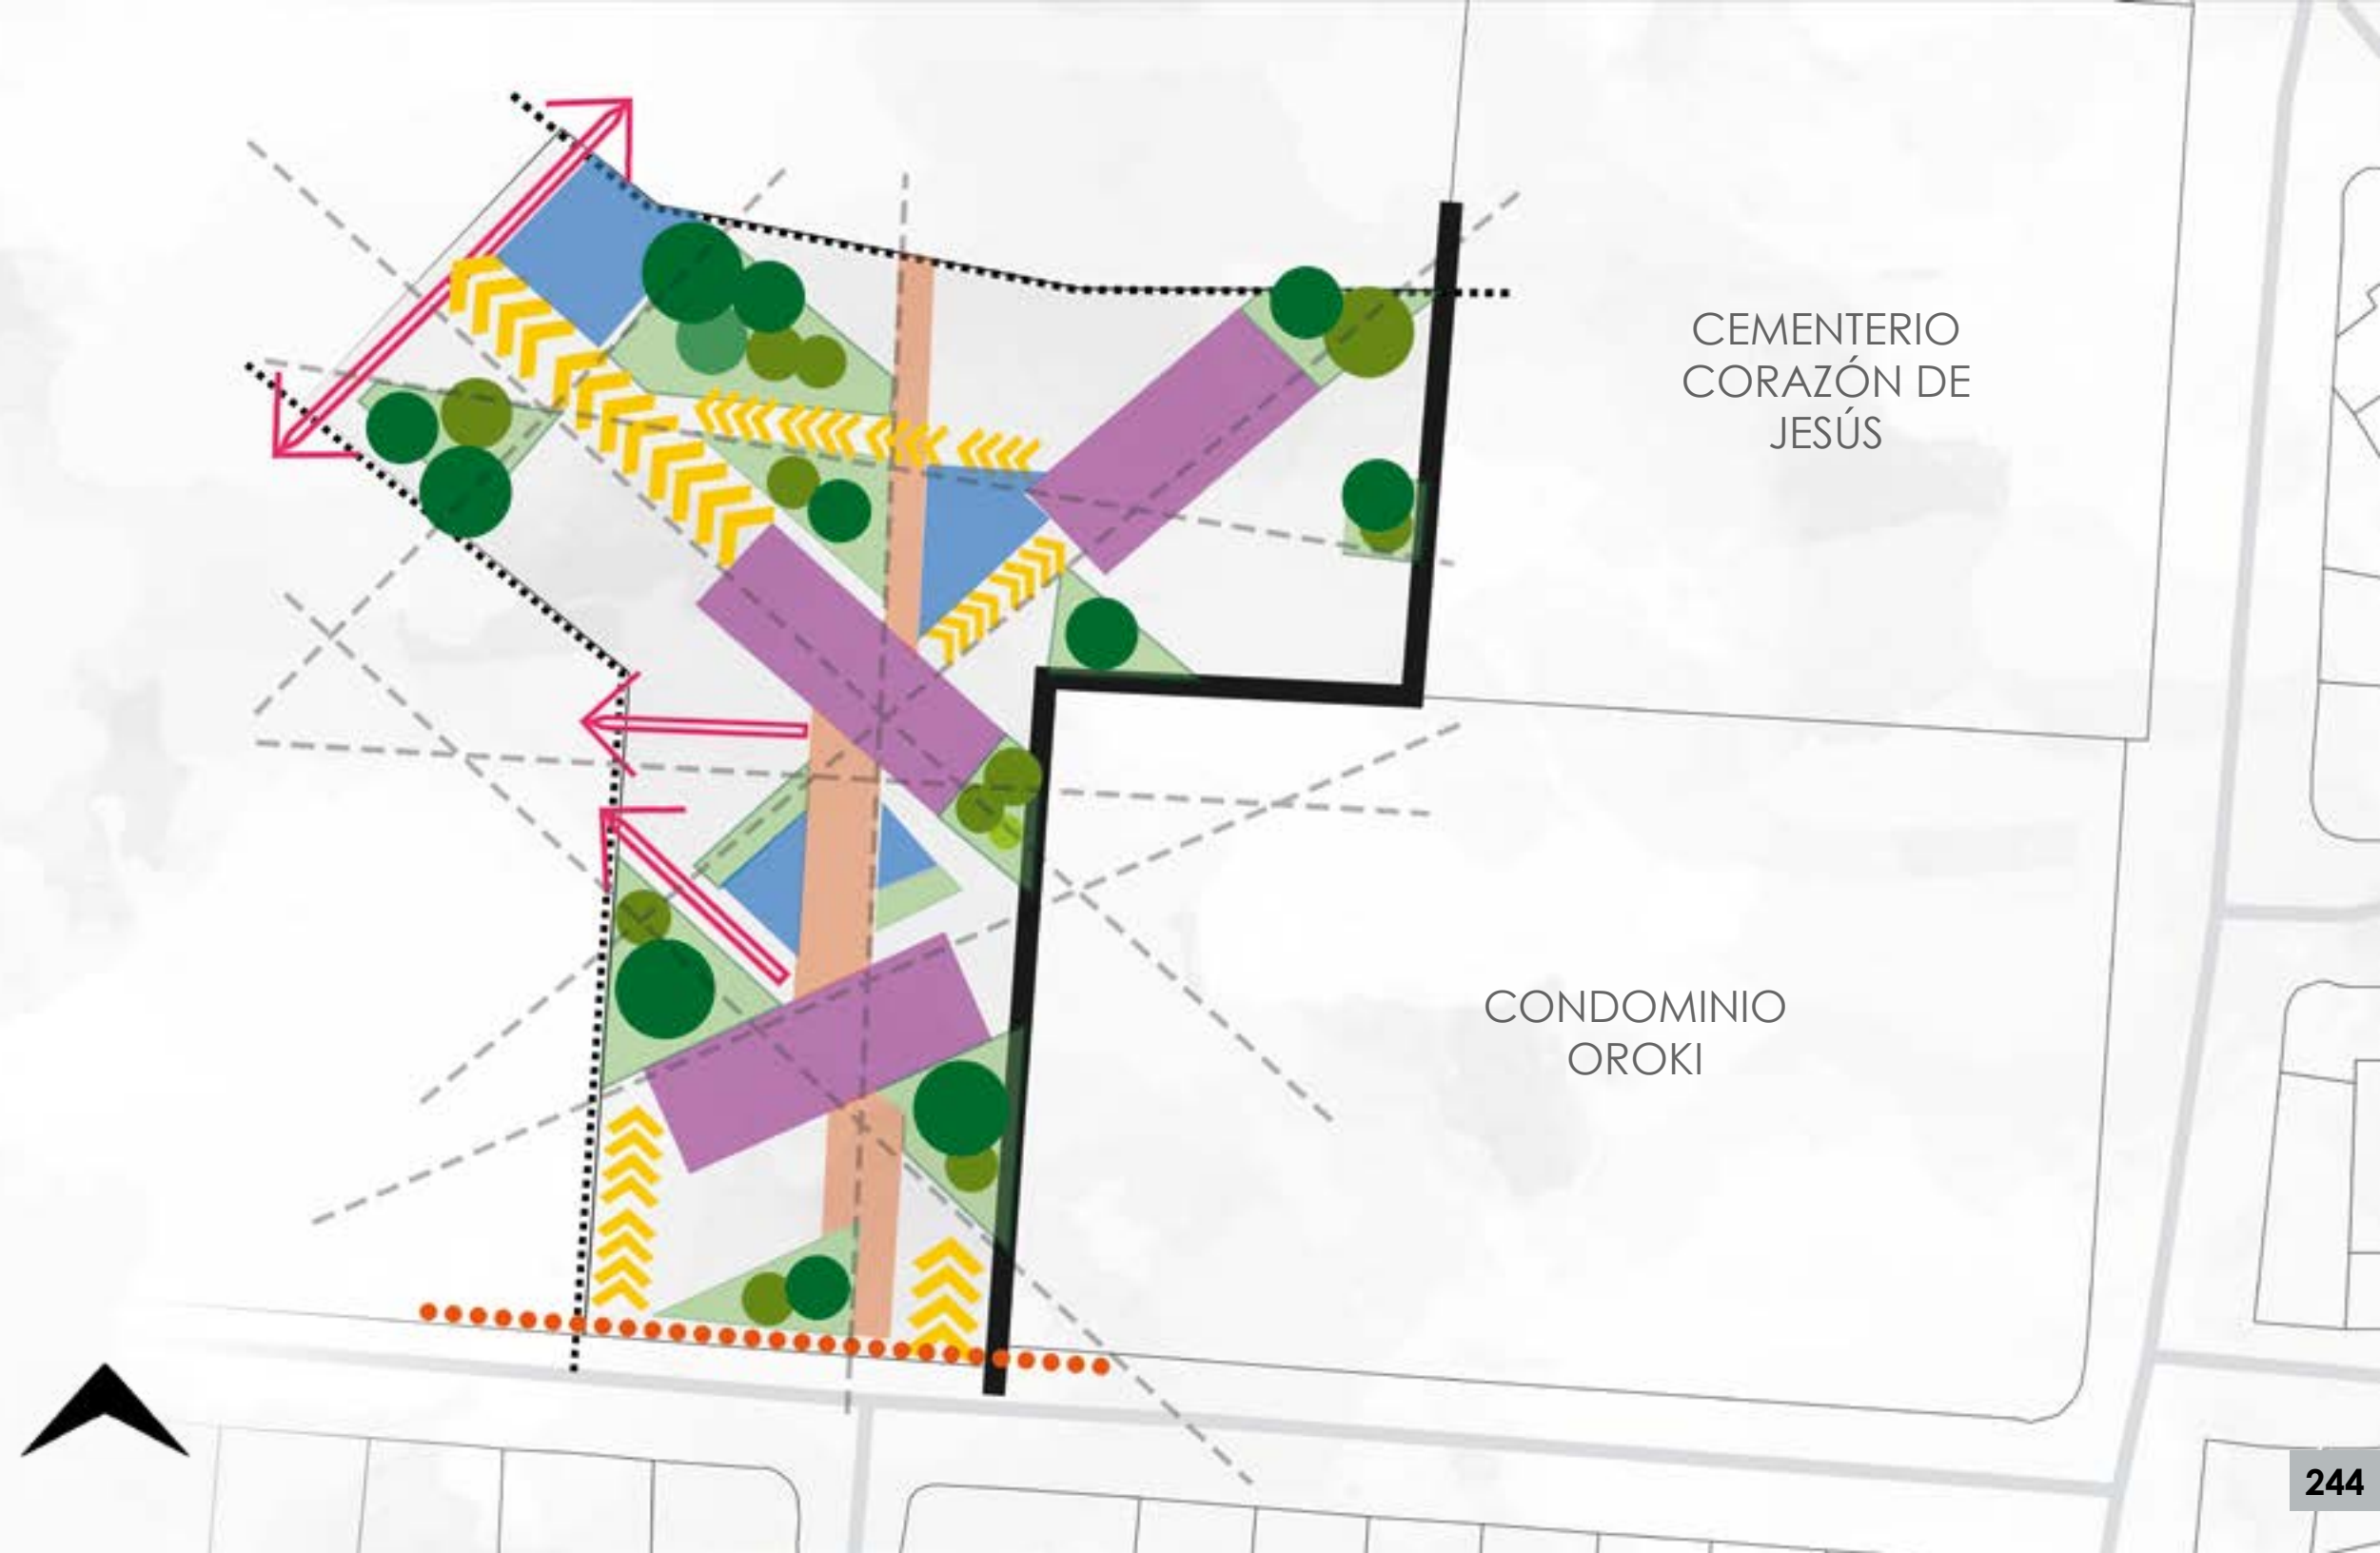 CEMENTERIO
CORAZÓN DE
JESÚS
CONDOMINIO
OROKI
244